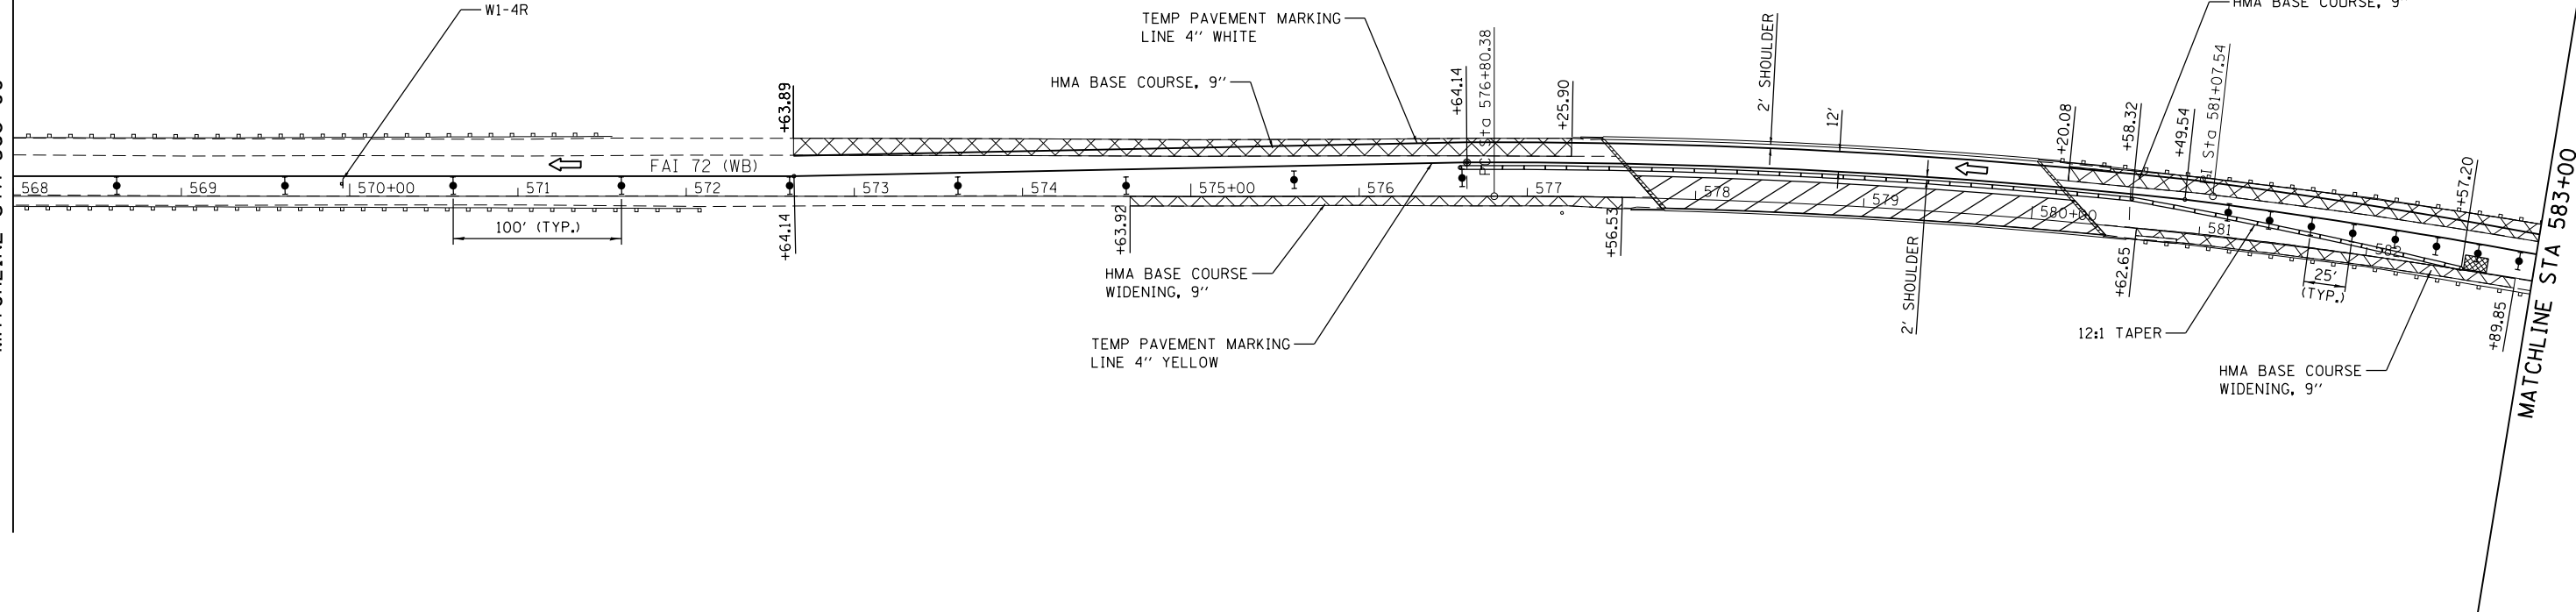 W1-4R
TEMP PAVEMENT MARKING
LINE 4" WHITE
HMA BASE COURSE, 9"
HMA BASE COURSE, 9"
2' SHOULDER
12'
+63.89
+64.14
PC Sta 576+80.38
+25.90
+20.08
+58.32
+49.54
PI Sta 581+07.54
+57.20
FAI 72 (WB)
568
569
570+00
571
572
573
574
575+00
576
577
578
579
580+00
581
582
100' (TYP.)
+64.14
+63.92
+56.53
2' SHOULDER
+62.65
25'
(TYP.)
+89.85
HMA BASE COURSE
WIDENING, 9"
TEMP PAVEMENT MARKING
LINE 4" YELLOW
12:1 TAPER
HMA BASE COURSE
WIDENING, 9"
MATCHLINE STA 583+00